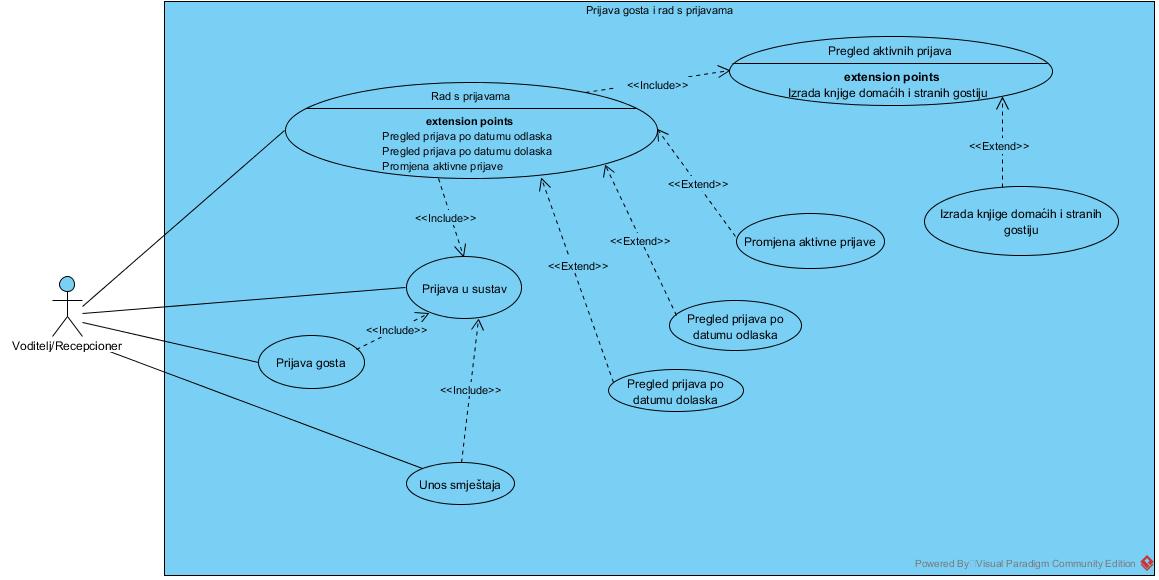 Prijava gosta i rad s prijavama
Pregled aktivnih prijava
extension points
Izrada knjige domaćih i stranih gostiju
<<Include>>
Rad s prijavama
extension points
Pregled prijava po datumu odlaska
Pregled prijava po datumu dolaska
Promjena aktivne prijave
<<Extend>>
<<Extend>>
<<Include>>
Izrada knjige domaćih i stranih
gostiju
<<Extend>>
Promjena aktivne prijave
<<Extend>>
Prijava u sustav
Pregled prijava po
datumu odlaska
<<Include>>
Voditelj/Recepcioner
Prijava gosta
Pregled prijava po
datumu dolaska
<<Include>>
Unos smještaja
Powered By Visual Paradigm Community Edition